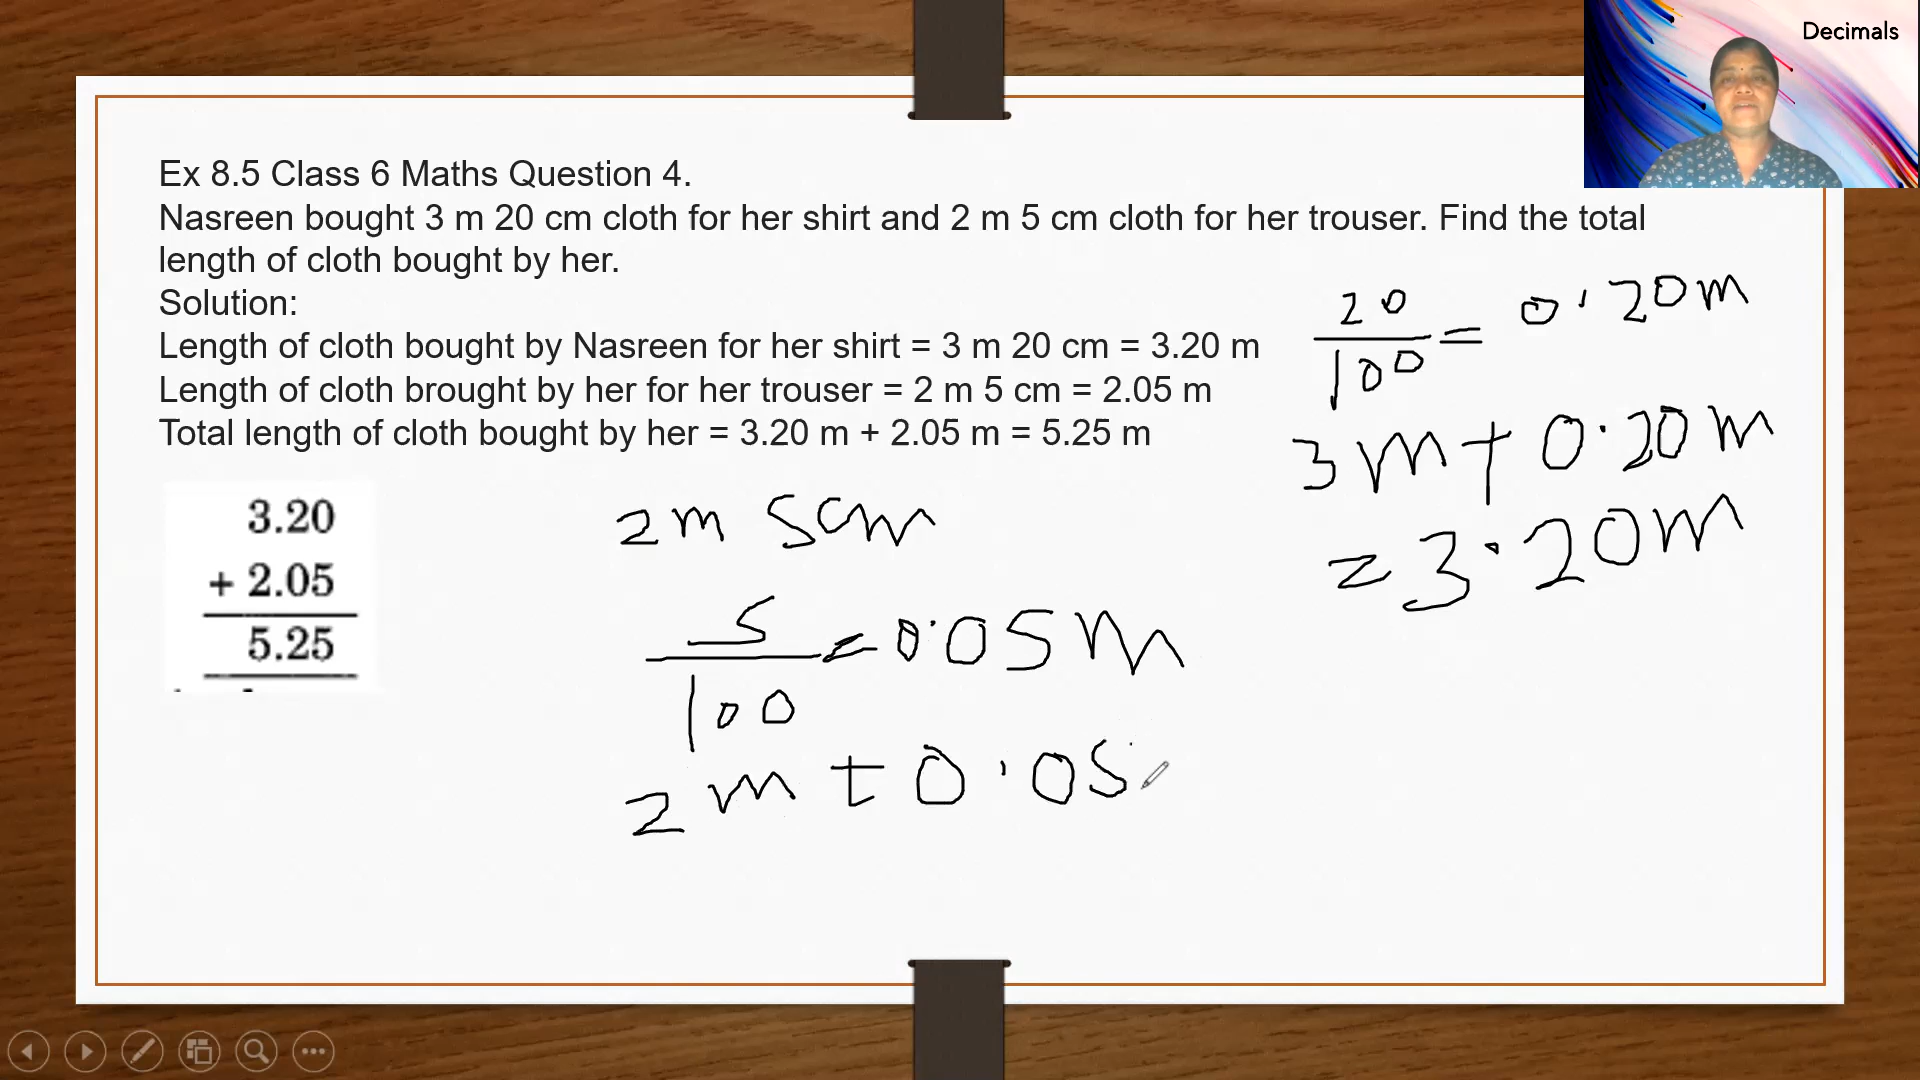 Decimals
Ex 8.5 Class 6 Maths Question 4.
Nasreen bought 3 m 20 cm cloth for her shirt and 2 m 5 cm cloth for her trouser. Find the total
length of cloth bought by her.
Solution:
Length of cloth bought by Nasreen for her shirt = 3 m 20 cm = 3.20 m
Length of cloth brought by her for her trouser = 2 m 5 cm = 2.05 m
Total length of cloth bought by her = 3.20 m + 2.05 m = 5.25 m
3.20
+ 2.05
5.25
2m 5cm
5/100 = 0.05m
2m + 0.05
20/100 = 0.20m
3m + 0.20m
= 3.20m